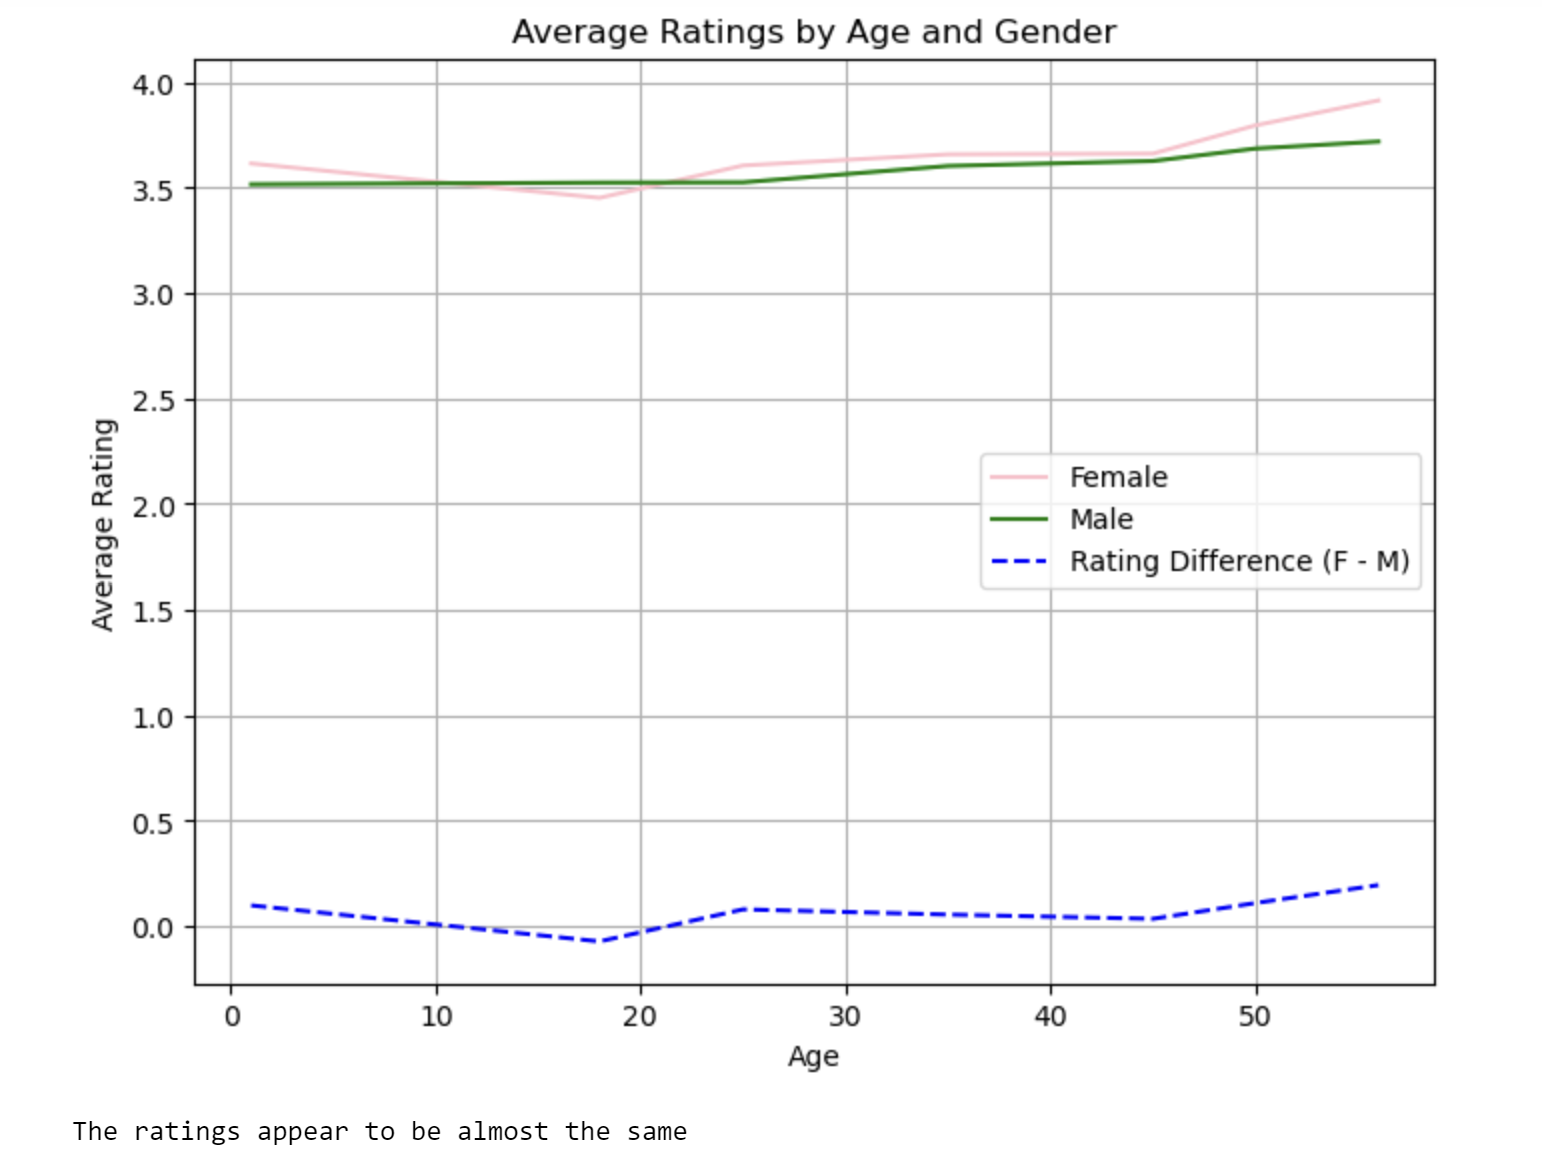 Average Ratings by Age and Gender
4.0
3.5
3.0
2.5
2.0
1.5
1.0
0.5
0.0
Average Rating
Female
Male
Rating Difference (F - M)
0 10 20 30 40 50
Age
The ratings appear to be almost the same